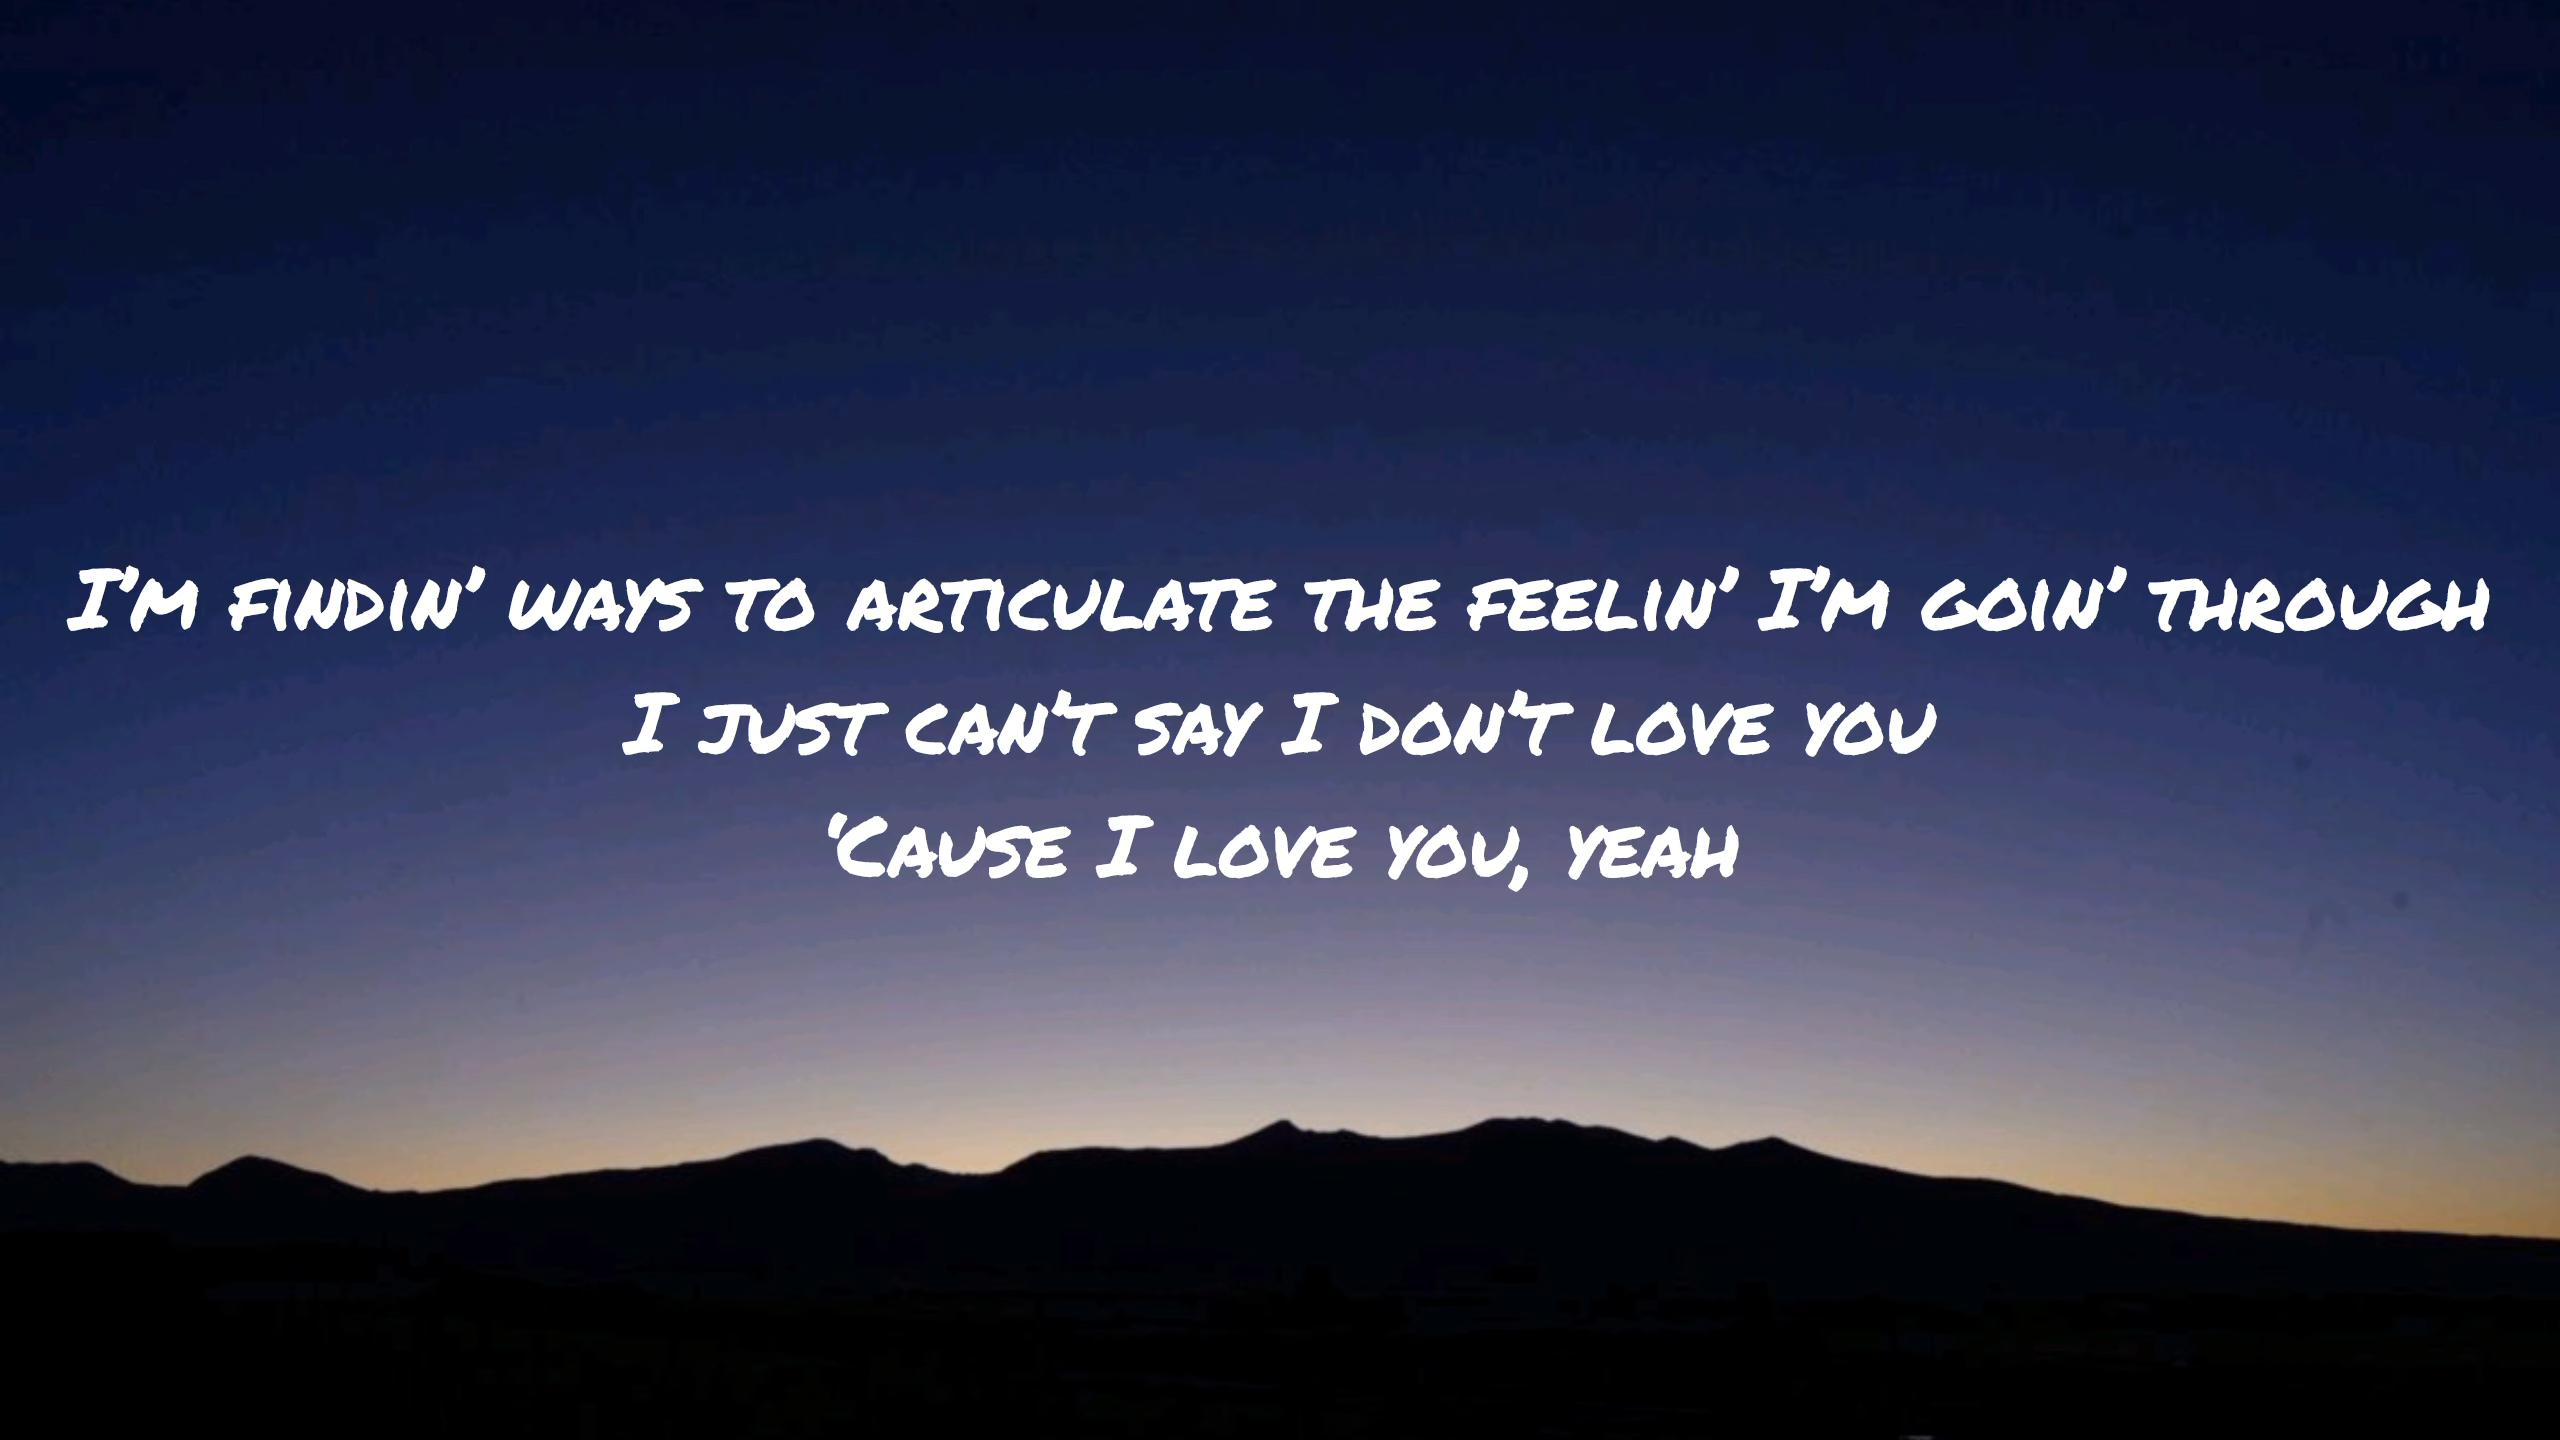 I'm findin' ways to articulate the feelin' I'm goin' through
I just can't say I don't love you
'Cause I love you, yeah